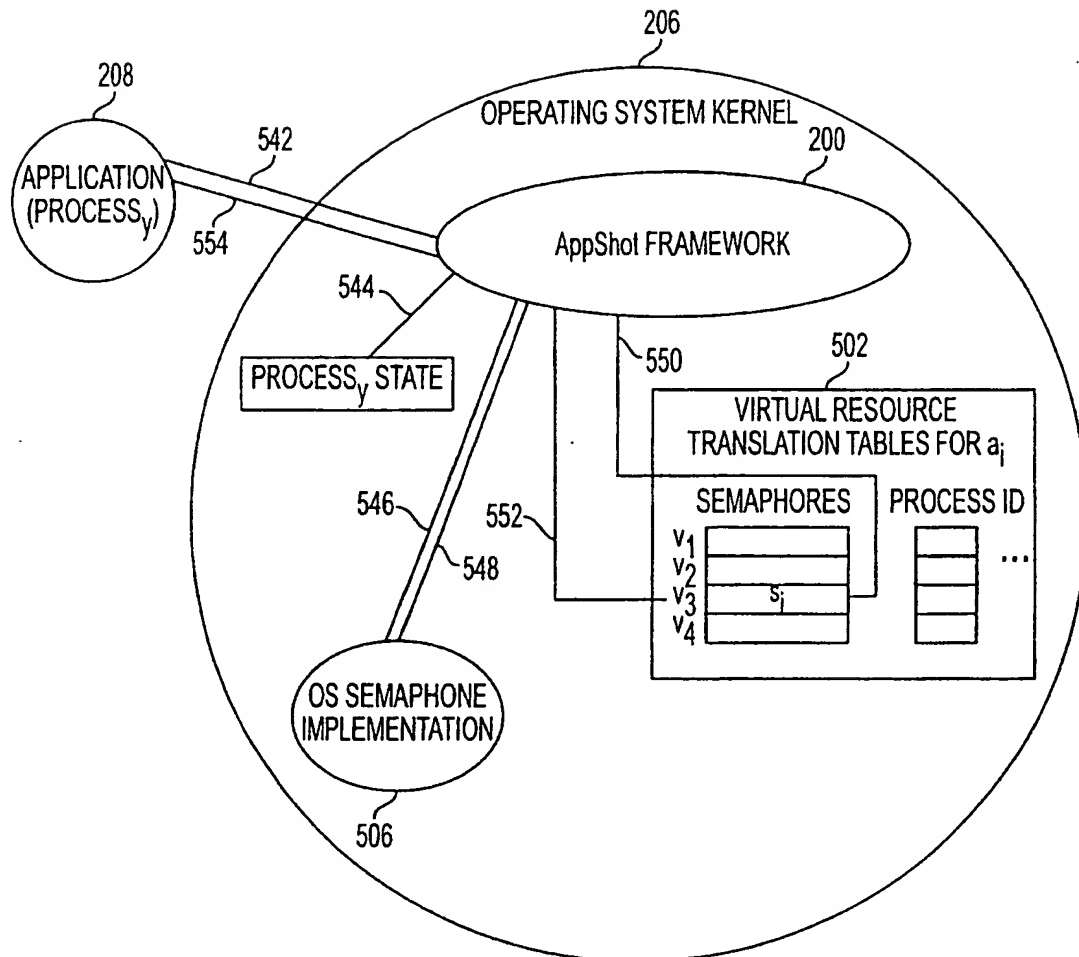 206
208
OPERATING SYSTEM KERNEL
542
200
APPLICATION
(PROCESSy)
554
AppShot FRAMEWORK
544
550
502
PROCESSy STATE
VIRTUAL RESOURCE
TRANSLATION TABLES FOR ai
546
552
SEMAPHORES
PROCESS ID
548
v1
v2
...
v3
sj
v4
OS SEMAPHONE
IMPLEMENTATION
506